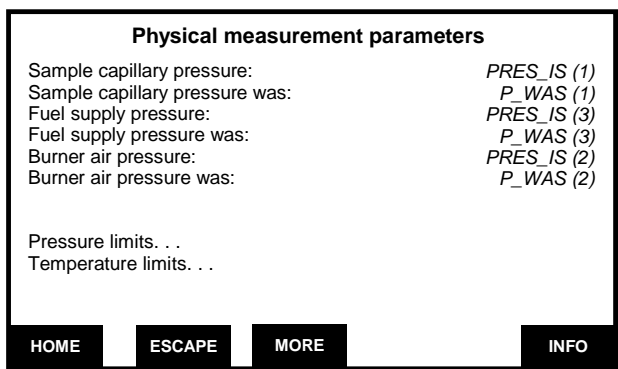 Physical measurement parameters
Sample capillary pressure: PRES_IS (1)
Sample capillary pressure was: P_WAS (1)
Fuel supply pressure: PRES_IS (3)
Fuel supply pressure was: P_WAS (3)
Burner air pressure: PRES_IS (2)
Burner air pressure was: P_WAS (2)
Pressure limits. . .
Temperature limits. . .
HOME ESCAPE MORE INFO